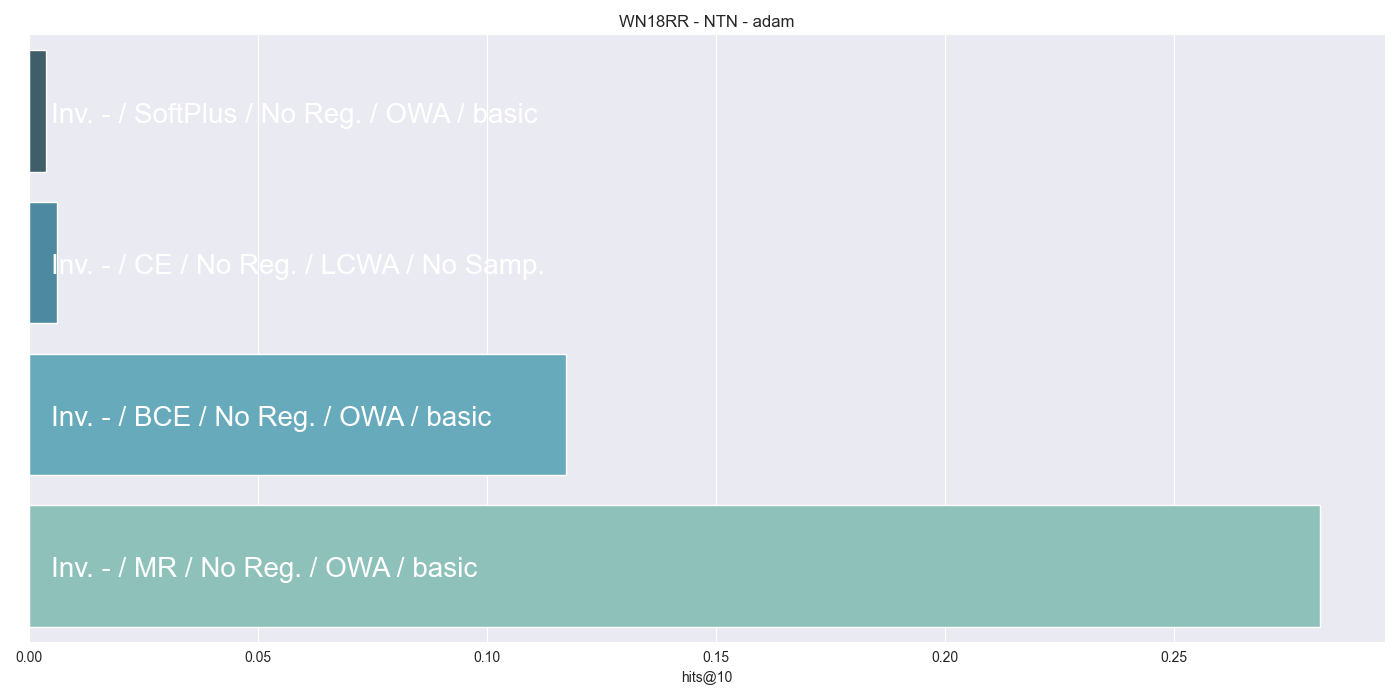 WN18RR - NTN - adam
Inv. - / SoftPlus / No Reg. / OWA / basic
Inv. - / CE / No Reg. / LCWA / No Samp.
Inv. - / BCE / No Reg. / OWA / basic
Inv. - / MR / No Reg. / OWA / basic
0.00 0.05 0.10 0.15 0.20 0.25
hits@10